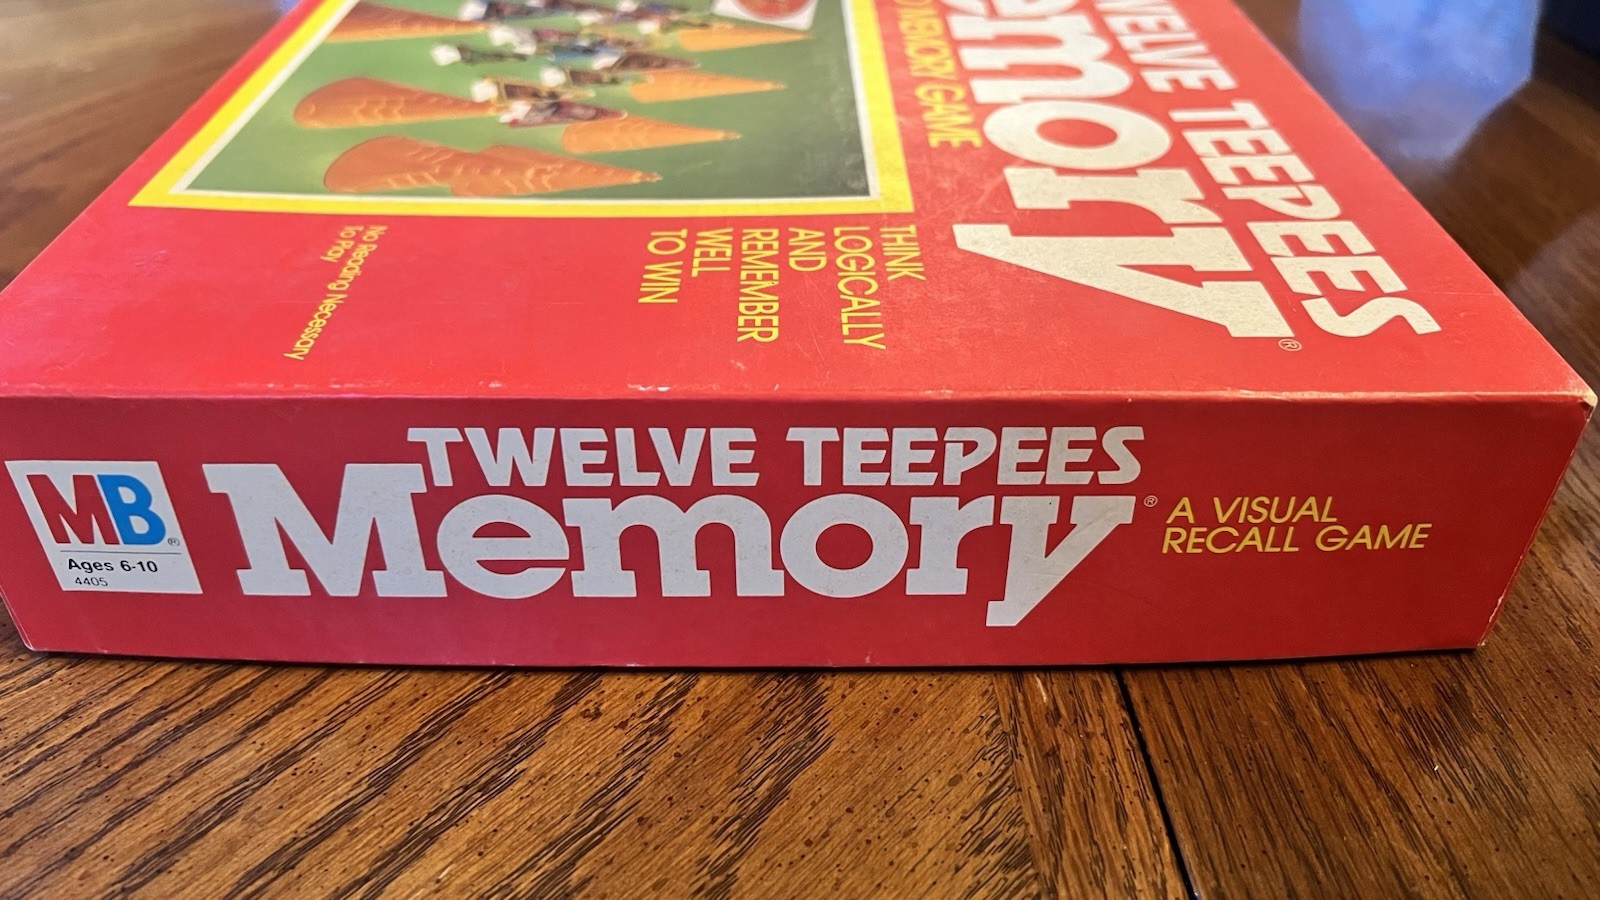 TWELVE TEEPEES
emory®
MEMORY GAME
THINK
LOGICALLY
AND
REMEMBER
WELL
TO WIN
No Reading Necessary
To Play
MB®
Ages 6-10
4405
TWELVE TEEPEES
Memory®
A VISUAL
RECALL GAME